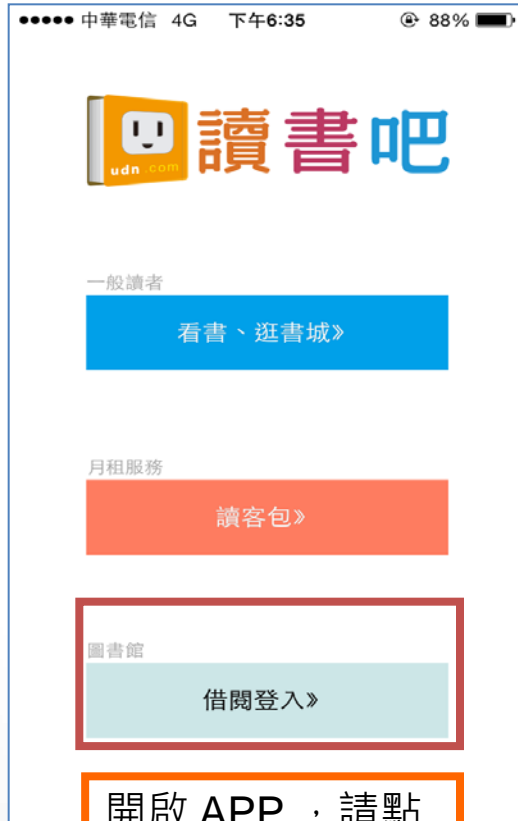 中華電信 4G 下午6:35 88%
udn.com
讀書吧
一般讀者
看書、逛書城》
月租服務
讀客包》
圖書館
借閱登入》
開啟 APP ，請點